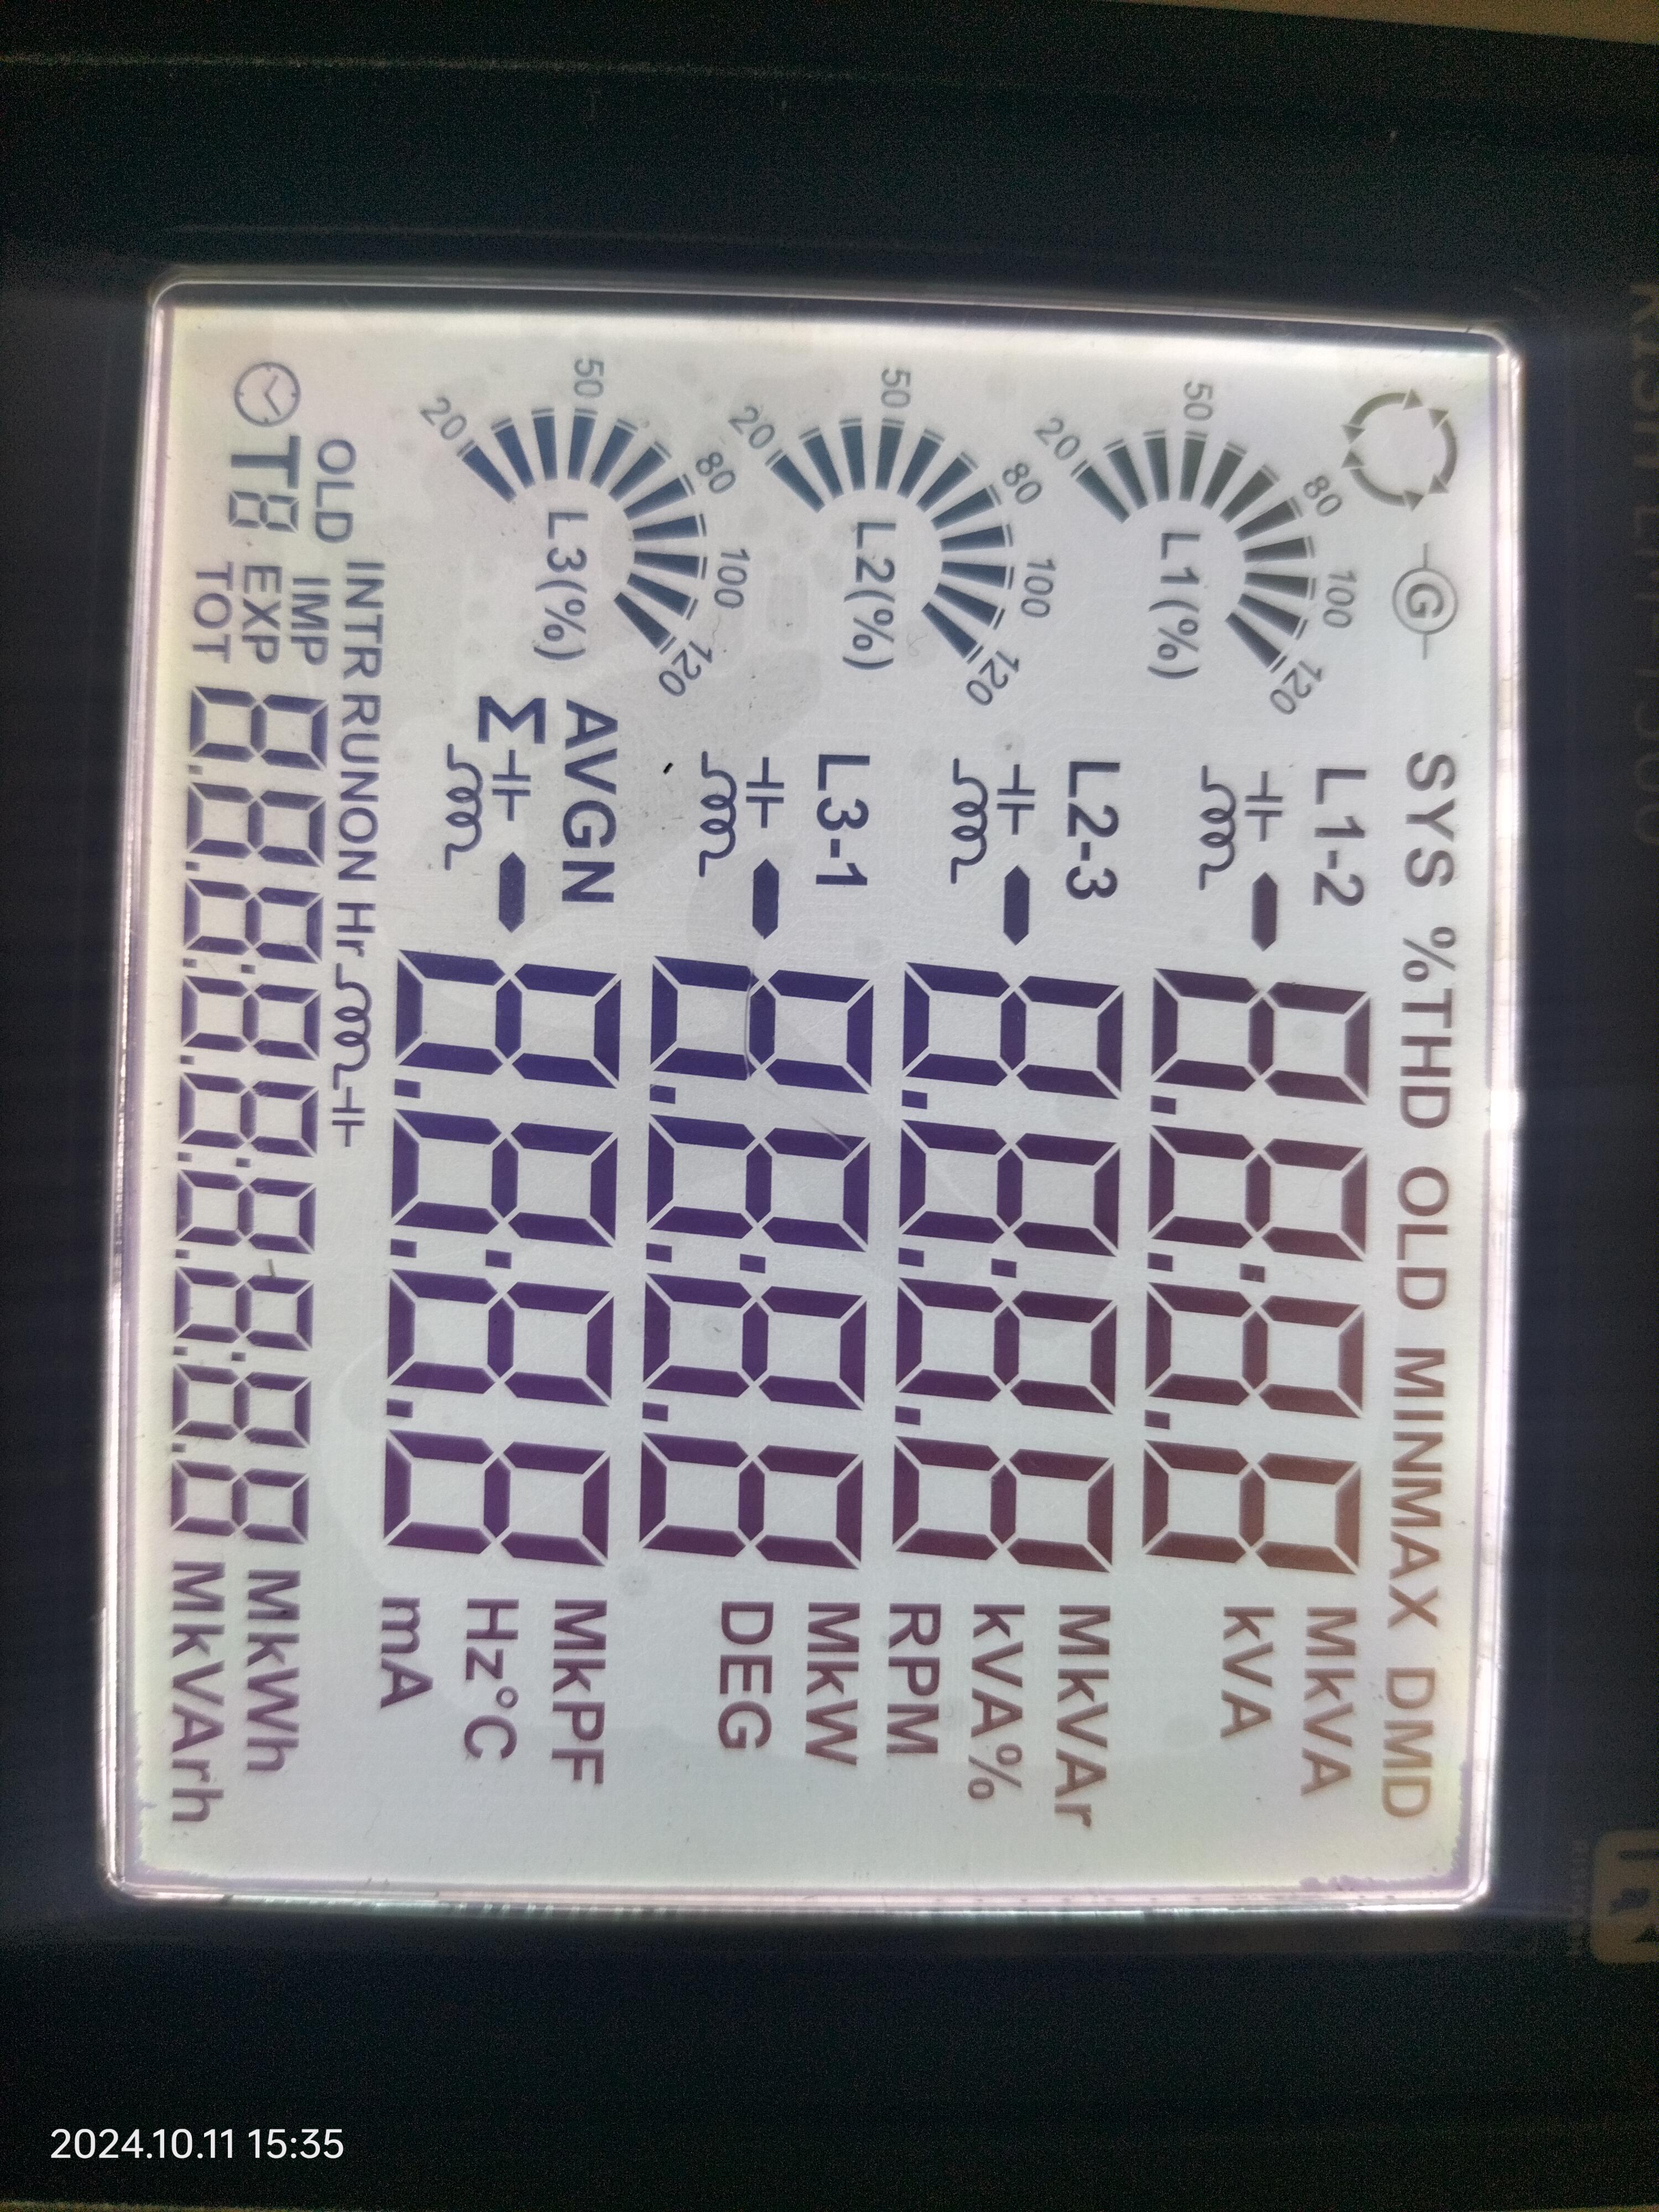 SYS %THD OLD MINMAX DMD
G
50
20
80
100
120
L1(%)
L1-2
8.8.:8.8
MkVA
kVA
50
20
80
100
120
L2(%)
L2-3
8.8.:8.8
MkVAr
kVA%
RPM
50
20
80
100
120
L3(%)
L3-1
8.8.:8.8
MkW
DEG
AVGN
Σ
8.8.:8.8
MkPF
Hz°C
mA
OLD INTR RUNON Hr
T8
IMP
EXP
TOT
8.8.8.:8.8.:8.8.:8.8
MkWh
MkVArh
2024.10.11 15:35